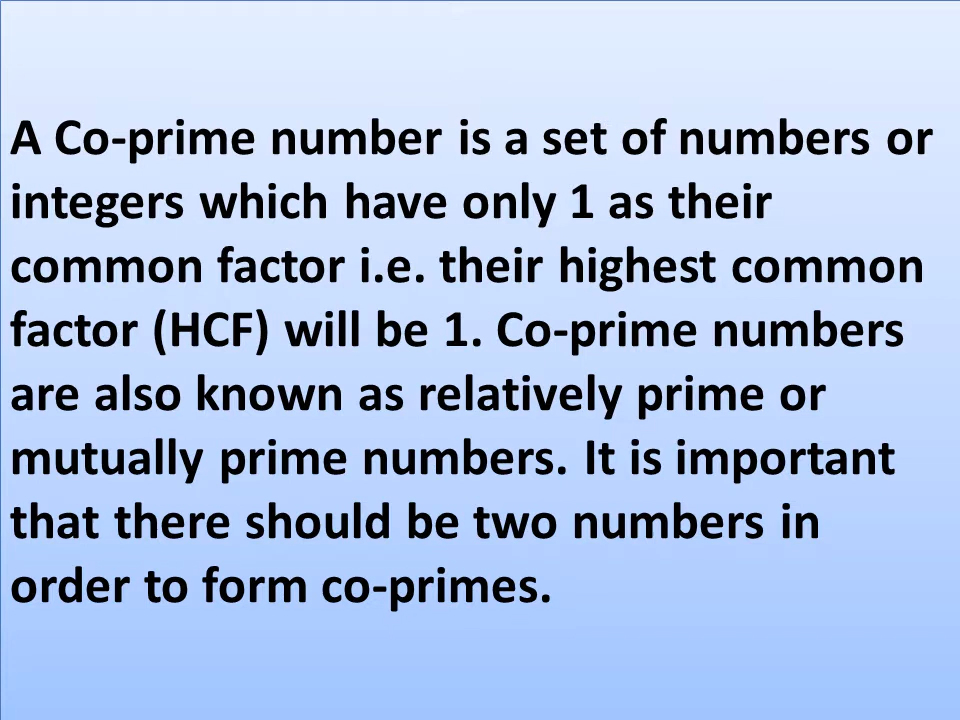 A Co-prime number is a set of numbers or
integers which have only 1 as their
common factor i.e. their highest common
factor (HCF) will be 1. Co-prime numbers
are also known as relatively prime or
mutually prime numbers. It is important
that there should be two numbers in
order to form co-primes.